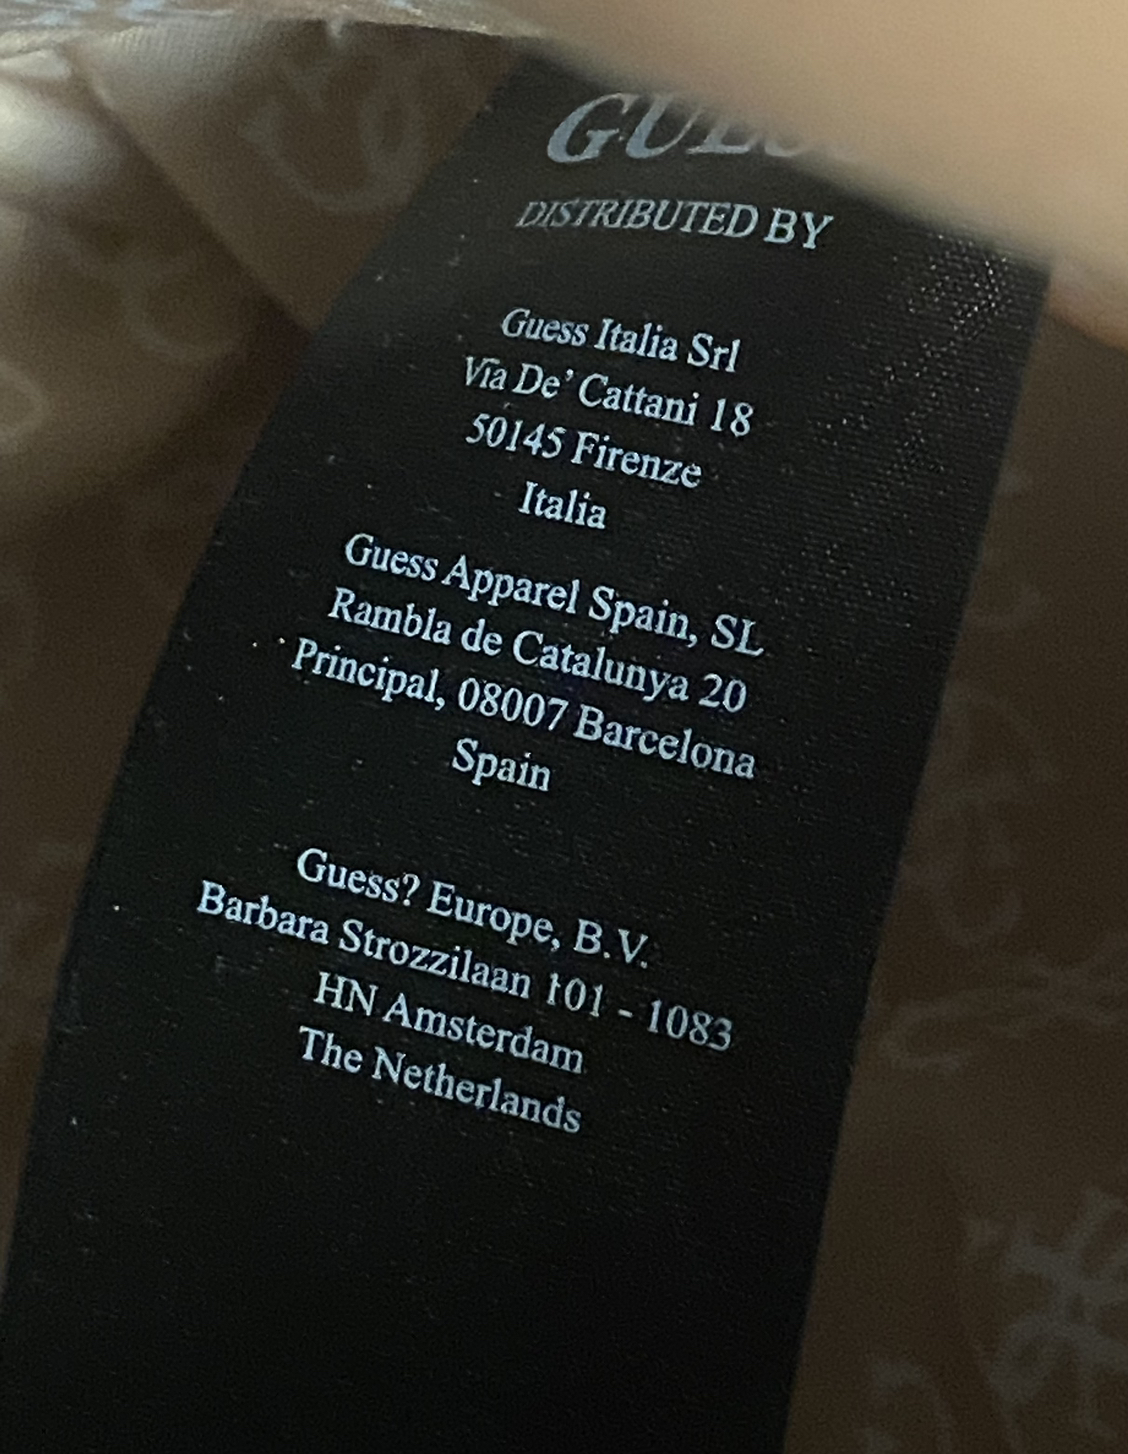 DISTRIBUTED BY
Guess Italia Srl
Via De' Cattani 18
50145 Firenze
Italia
Guess Apparel Spain, SL
Rambla de Catalunya 20
Principal, 08007 Barcelona
Spain
Guess? Europe, B.V.
Barbara Strozzilaan 101 - 1083
HN Amsterdam
The Netherlands